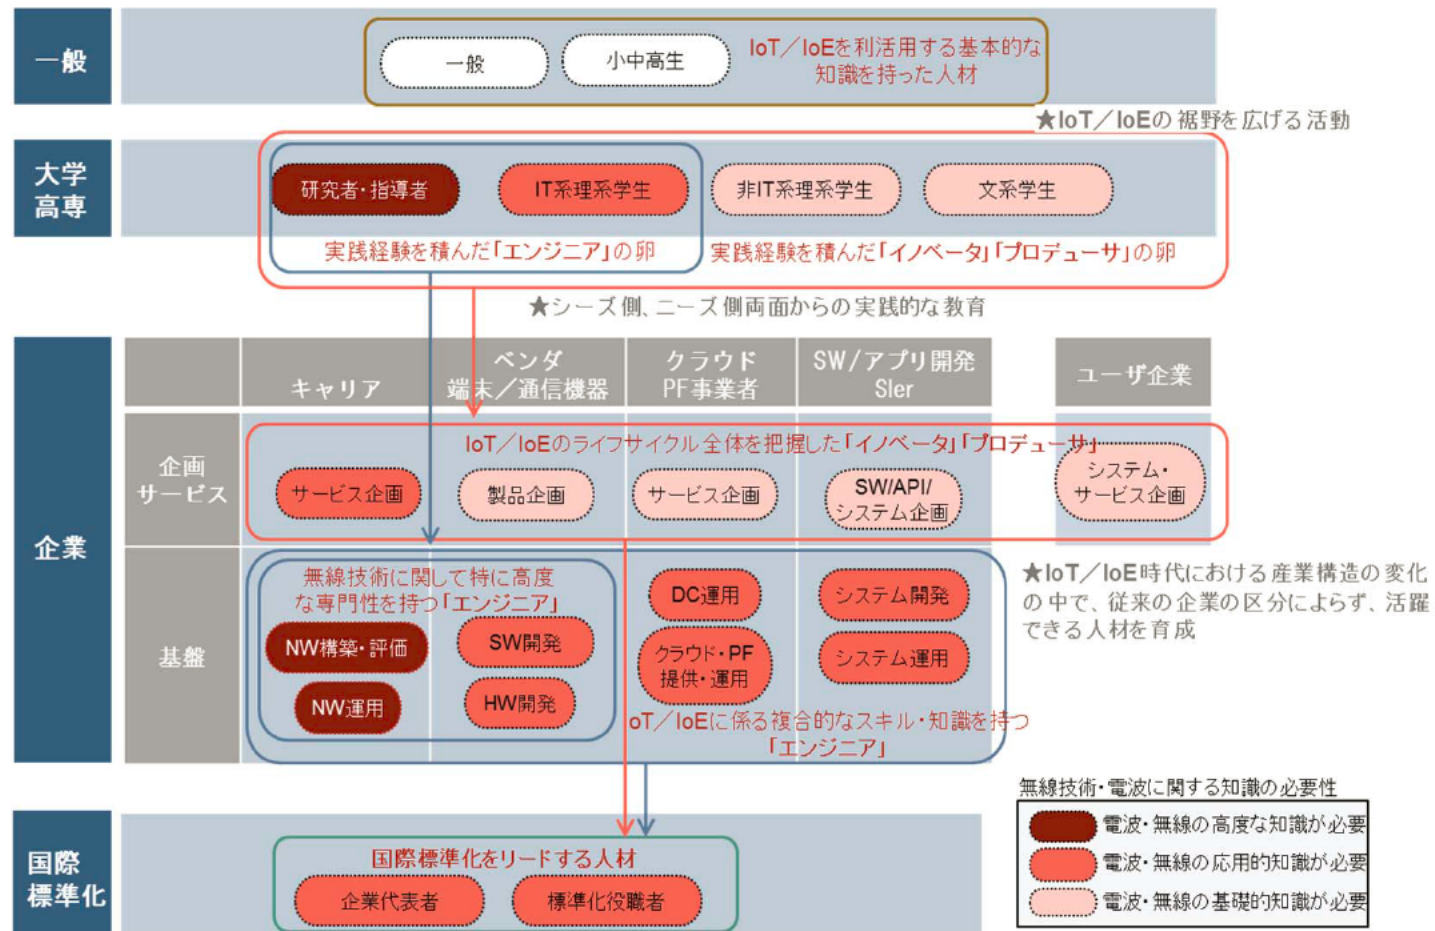 一般
一般
小中高生
IoT／IoEを利活用する基本的な
知識を持った人材
★IoT／IoEの裾野を広げる活動
大学
高専
研究者・指導者
IT系理系学生
非IT系理系学生
文系学生
実践経験を積んだ「エンジニア」の卵
実践経験を積んだ「イノベータ」「プロデューサ」の卵
★シーズ側、ニーズ側両面からの実践的な教育
企業
キャリア
ベンダ
端末／通信機器
クラウド
PF事業者
SW/アプリ開発
SIer
ユーザ企業
企画
サービス
IoT／IoEのライフサイクル全体を把握した「イノベータ」「プロデューサ」
サービス企画
製品企画
サービス企画
SW/API/
システム企画
システム・
サービス企画
基盤
無線技術に関して特に高度
な専門性を持つ「エンジニア」
NW構築・評価
NW運用
SW開発
HW開発
DC運用
クラウド・PF
提供・運用
システム開発
システム運用
oT／IoEに係る複合的なスキル・知識を持つ
「エンジニア」
★IoT／IoE時代における産業構造の変化
の中で、従来の企業の区分によらず、活躍
できる人材を育成
国際
標準化
国際標準化をリードする人材
企業代表者
標準化役職者
無線技術・電波に関する知識の必要性
電波・無線の高度な知識が必要
電波・無線の応用的知識が必要
電波・無線の基礎的知識が必要